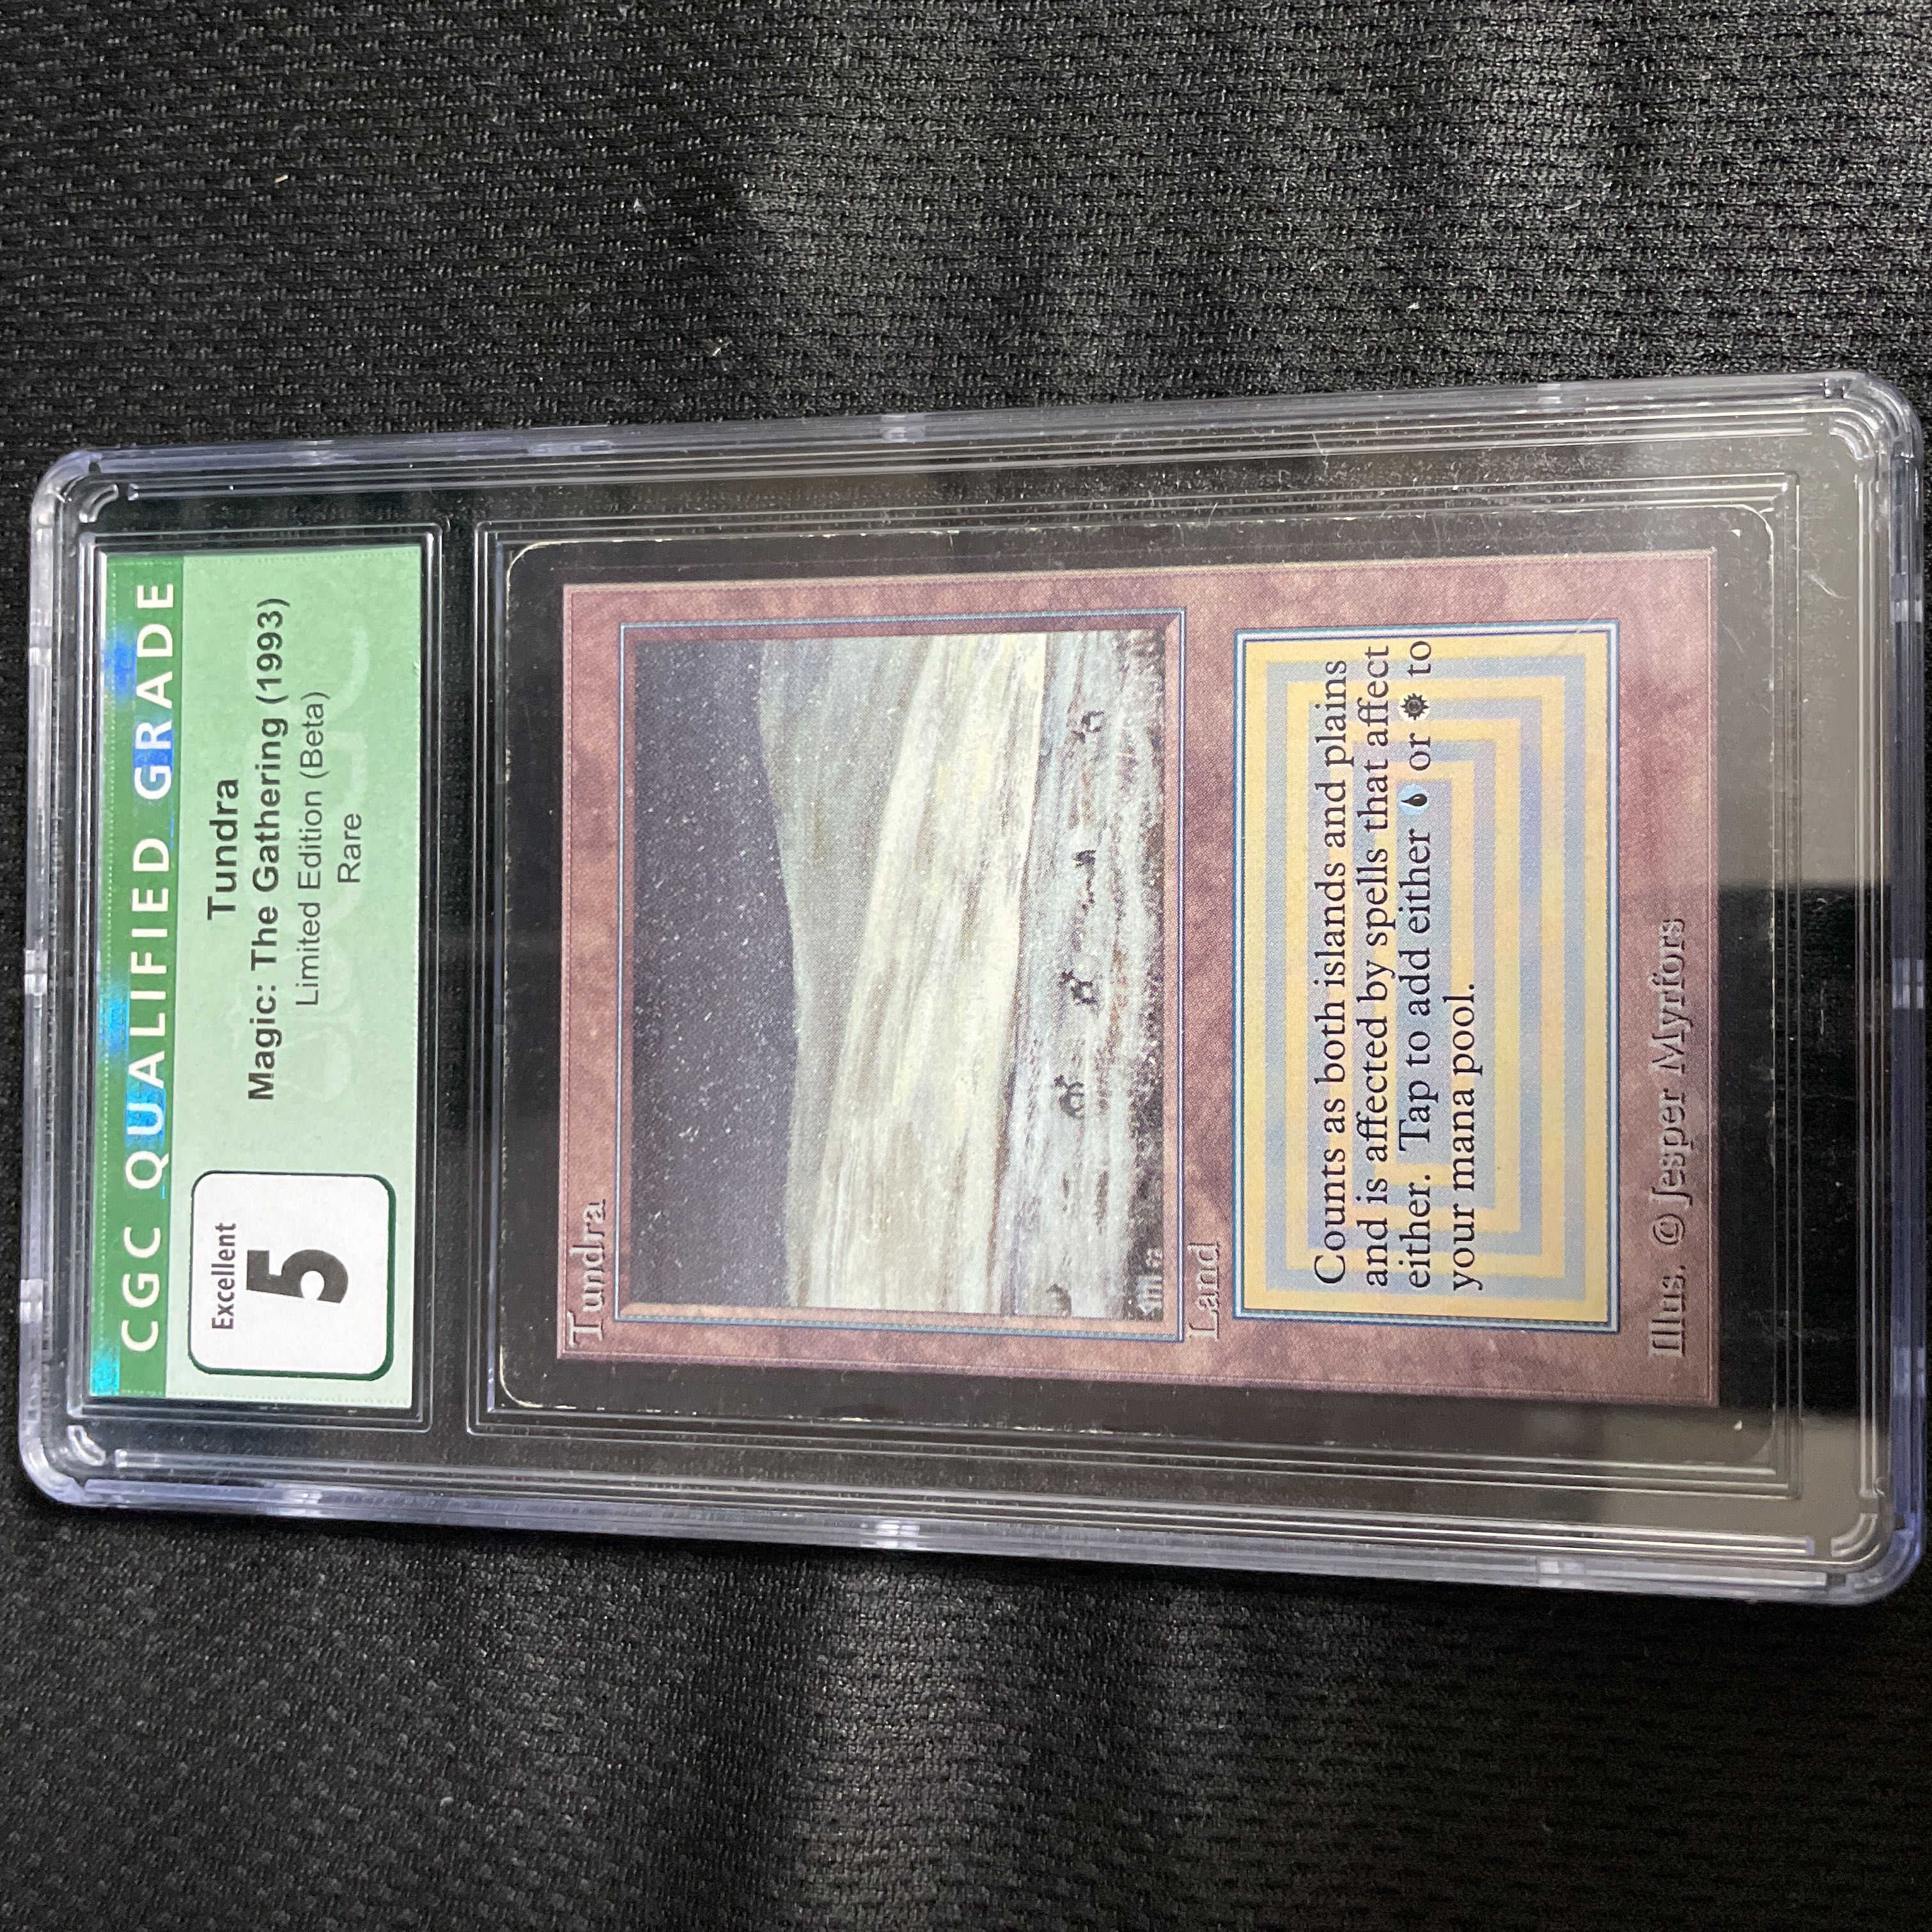 CGC QUALIFIED GRADE
Excellent
5
Tundra
Magic: The Gathering (1993)
Limited Edition (Beta)
Rare
Tundra
Land
Counts as both islands and plains
and is affected by spells that affect
either. Tap to add either or to
your mana pool.
Illus. © Jesper Myrfors